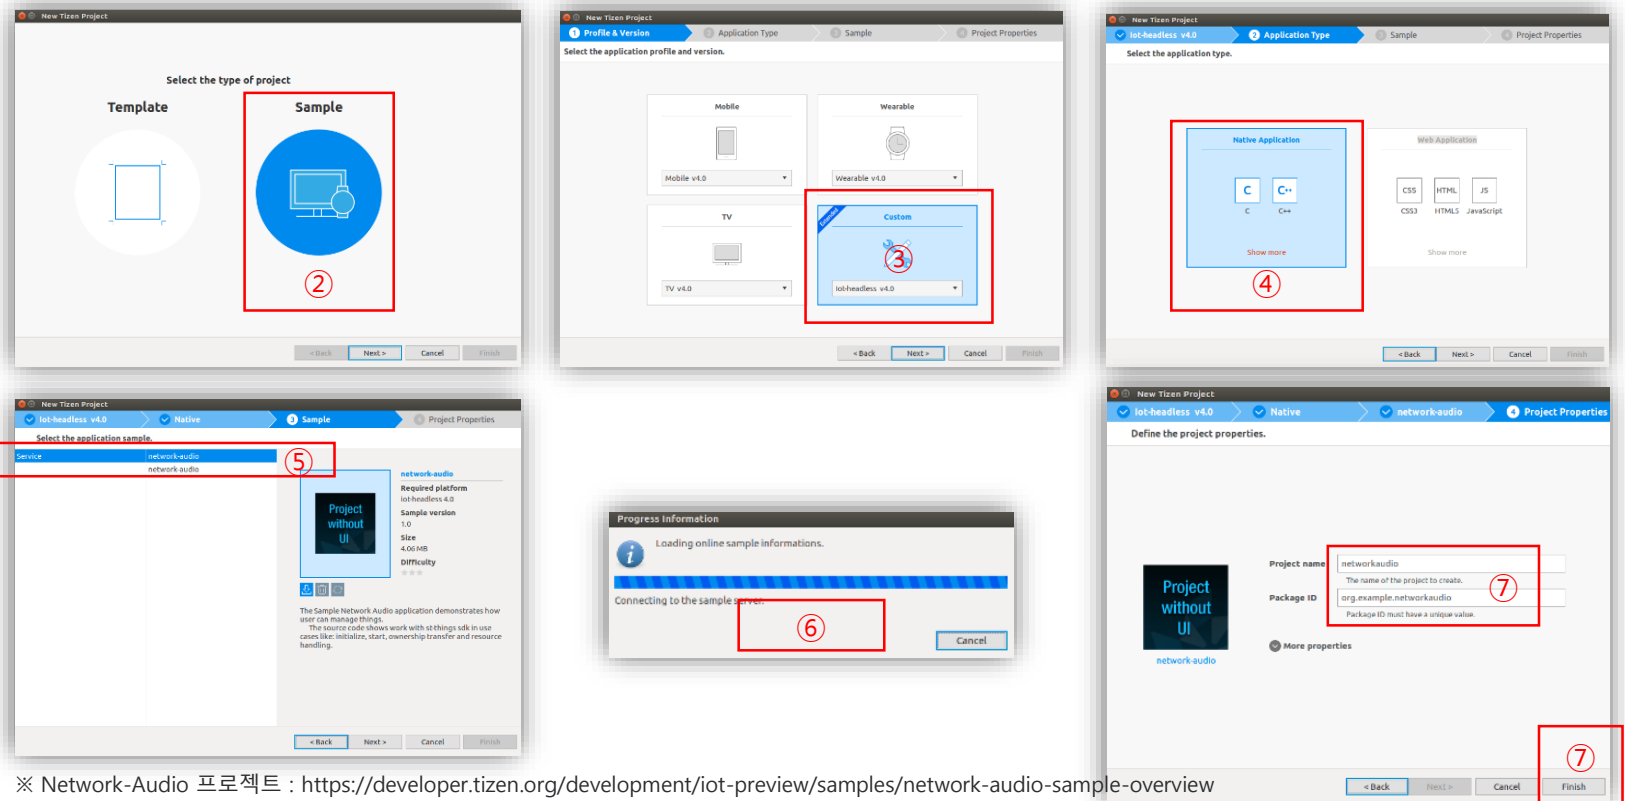 New Tizen Project
Select the type of project
Template
Sample
②
< Back
Next >
Cancel
Finish
New Tizen Project
1 Profile & Version
2 Application Type
3 Sample
4 Project Properties
Select the application profile and version.
Mobile
Mobile v4.0
Wearable
Wearable v4.0
TV
TV v4.0
Extended
Custom
③
Iot-headless v4.0
< Back
Next >
Cancel
Finish
New Tizen Project
Iot-headless v4.0
2 Application Type
3 Sample
4 Project Properties
Select the application type.
Native Application
C
C++
C
C++
Show more
④
Web Application
CSS
HTML
JS
CSS3
HTML5
JavaScript
Show more
< Back
Next >
Cancel
Finish
New Tizen Project
Iot-headless v4.0
Native
3 Sample
4 Project Properties
Select the application sample.
Service
network-audio
network-audio
⑤
Project
without
UI
network-audio
Required platform
iot-headless 4.0
Sample version
1.0
Size
4.06 MB
Difficulty
The Sample Network Audio application demonstrates how
user can manage things.
The source code shows work with st-things sdk in use
cases like: initialize, start, ownership transfer and resource
handling.
< Back
Next >
Cancel
Finish
Progress Information
Loading online sample informations.
Connecting to the sample server.
⑥
Cancel
New Tizen Project
Iot-headless v4.0
Native
network-audio
4 Project Properties
Define the project properties.
Project
without
UI
network-audio
Project name
networkaudio
The name of the project to create.
Package ID
org.example.networkaudio
Package ID must have a unique value.
⑦
More properties
⑦
< Back
Next >
Cancel
Finish
※ Network-Audio 프로젝트 : https://developer.tizen.org/development/iot-preview/samples/network-audio-sample-overview